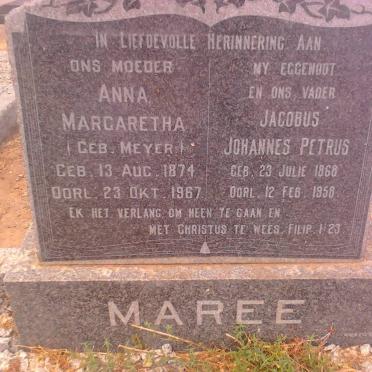 IN LIEFDEVOLLE HERINNERING AAN
ONS MOEDER
ANNA
MARGARETHA
(GEB. MEYER)
GEB. 13 AUG. 1874
OORL. 23 OKT. 1967
MY EGGENOOT
EN ONS VADER
JACOBUS
JOHANNES PETRUS
GEB. 23 JULIE 1868
OORL. 12 FEB. 1958
EK HET VERLANG OM HEEN TE GAAN EN
MET CHRISTUS TE WEES. FILIP. 1:23
MAREE